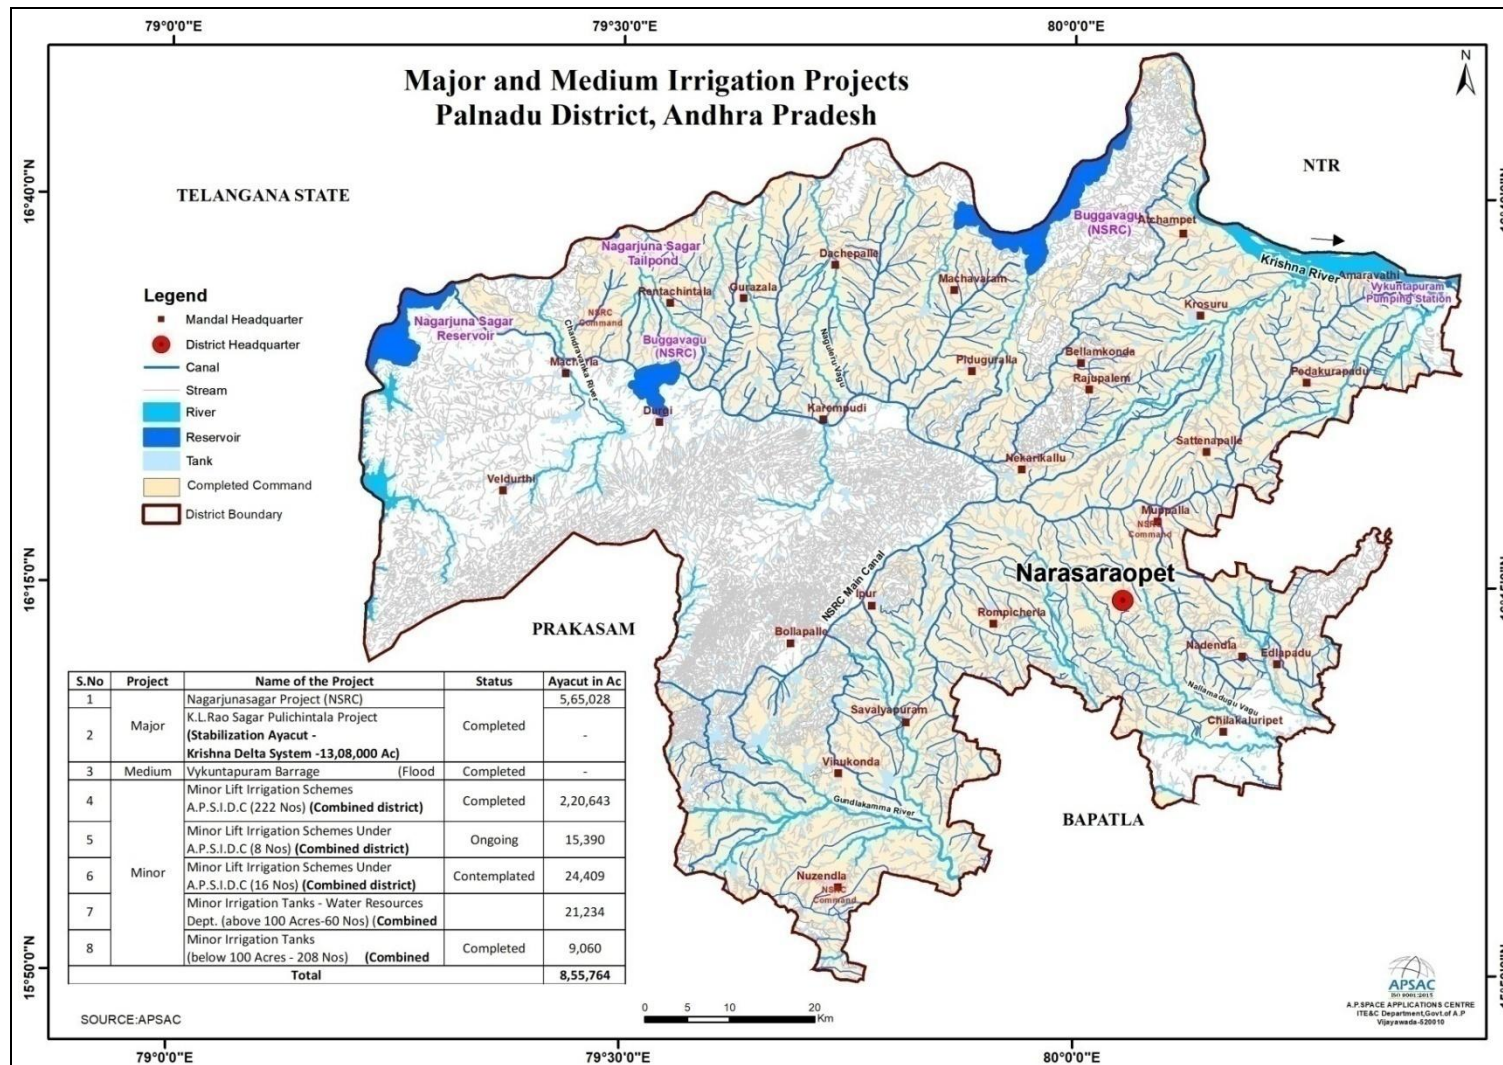 79°0'0"E 79°30'0"E 80°0'0"E
Major and Medium Irrigation Projects
Palnadu District, Andhra Pradesh
N
16°40'0"N
TELANGANA STATE
NTR
Buggavagu
(NSRC)
Atchampet
Nagarjuna Sagar
Tailpond
Dachepalle
Krishna River
Amaravathi
Vykuntapuram
Pumping Station
Rentachintala
Gurazala
Machavaram
Krosuru
NSRC
Command
Nagarjuna Sagar
Reservoir
Chandravanka River
Naguleru Vagu
Buggavagu
(NSRC)
Macherla
Piduguralla
Bellamkonda
Rajupalem
Pedakurapadu
Durgi
Karempudi
Sattenapalle
Nekarikallu
Veldurthi
Muppalla
NSRC
Command
Legend
Mandal Headquarter
District Headquarter
Canal
Stream
River
Reservoir
Tank
Completed Command
District Boundary
16°15'0"N
Narasaraopet
NSRC Main Canal
Ipur
Rompicherla
PRAKASAM
Bollapalle
Nadendla
Edlapadu
Nallamadugu Vagu
Savalyapuram
Chilakaluripet
Vinukonda
Gundlakamma River
BAPATLA
Nuzendla
NSRC
Command
S.No Project Name of the Project Status Ayacut in Ac
1 Major Nagarjunasagar Project (NSRC) Completed 5,65,028
2 K.L.Rao Sagar Pulichintala Project
(Stabilization Ayacut -
Krishna Delta System -13,08,000 Ac) -
3 Medium Vykuntapuram Barrage (Flood Completed -
4 Minor Minor Lift Irrigation Schemes
A.P.S.I.D.C (222 Nos) (Combined district) Completed 2,20,643
5 Minor Lift Irrigation Schemes Under
A.P.S.I.D.C (8 Nos) (Combined district) Ongoing 15,390
6 Minor Lift Irrigation Schemes Under
A.P.S.I.D.C (16 Nos) (Combined district) Contemplated 24,409
7 Minor Irrigation Tanks - Water Resources
Dept. (above 100 Acres-60 Nos) (Combined 21,234
8 Minor Irrigation Tanks
(below 100 Acres - 208 Nos) (Combined Completed 9,060
Total 8,55,764
15°50'0"N
SOURCE:APSAC
0 5 10 20
Km
APSAC
ISO 9001:2015
A.P.SPACE APPLICATIONS CENTRE
ITE&C Department,Govt.of A.P
Vijayawada-520010
79°0'0"E 79°30'0"E 80°0'0"E